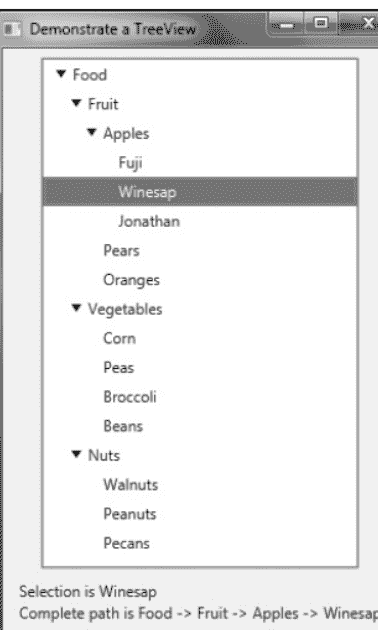 Demonstrate a TreeView
Food
Fruit
Apples
Fuji
Winesap
Jonathan
Pears
Oranges
Vegetables
Corn
Peas
Broccoli
Beans
Nuts
Walnuts
Peanuts
Pecans
Selection is Winesap
Complete path is Food -> Fruit -> Apples -> Winesap